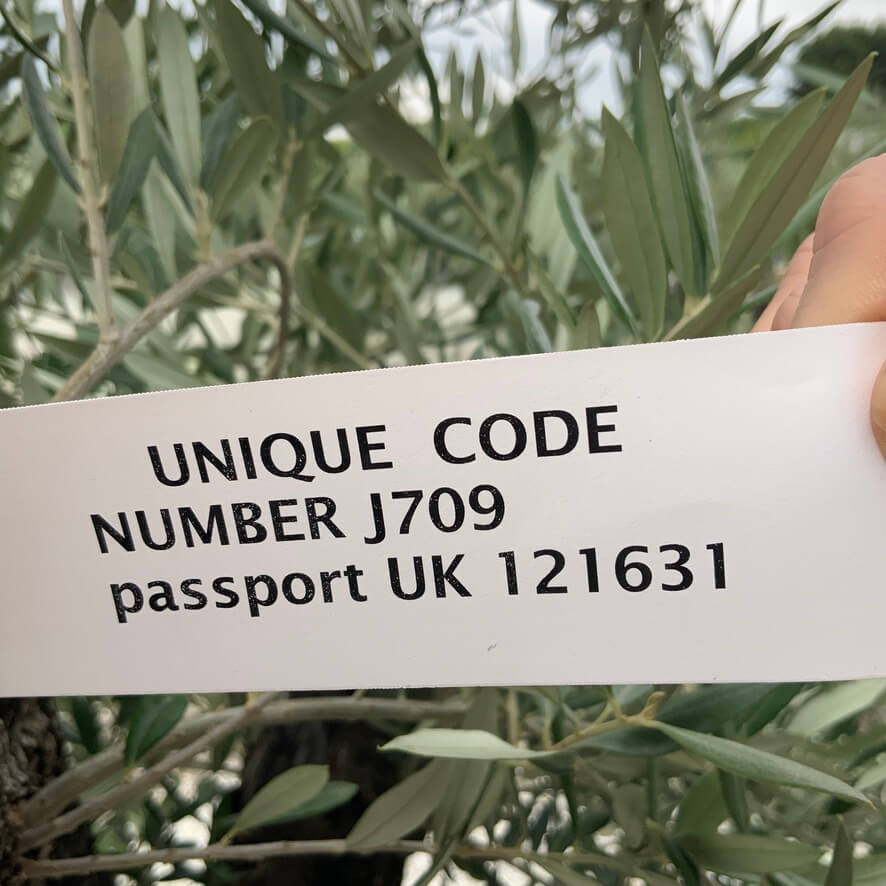 UNIQUE CODE
NUMBER J709
passport UK 121631